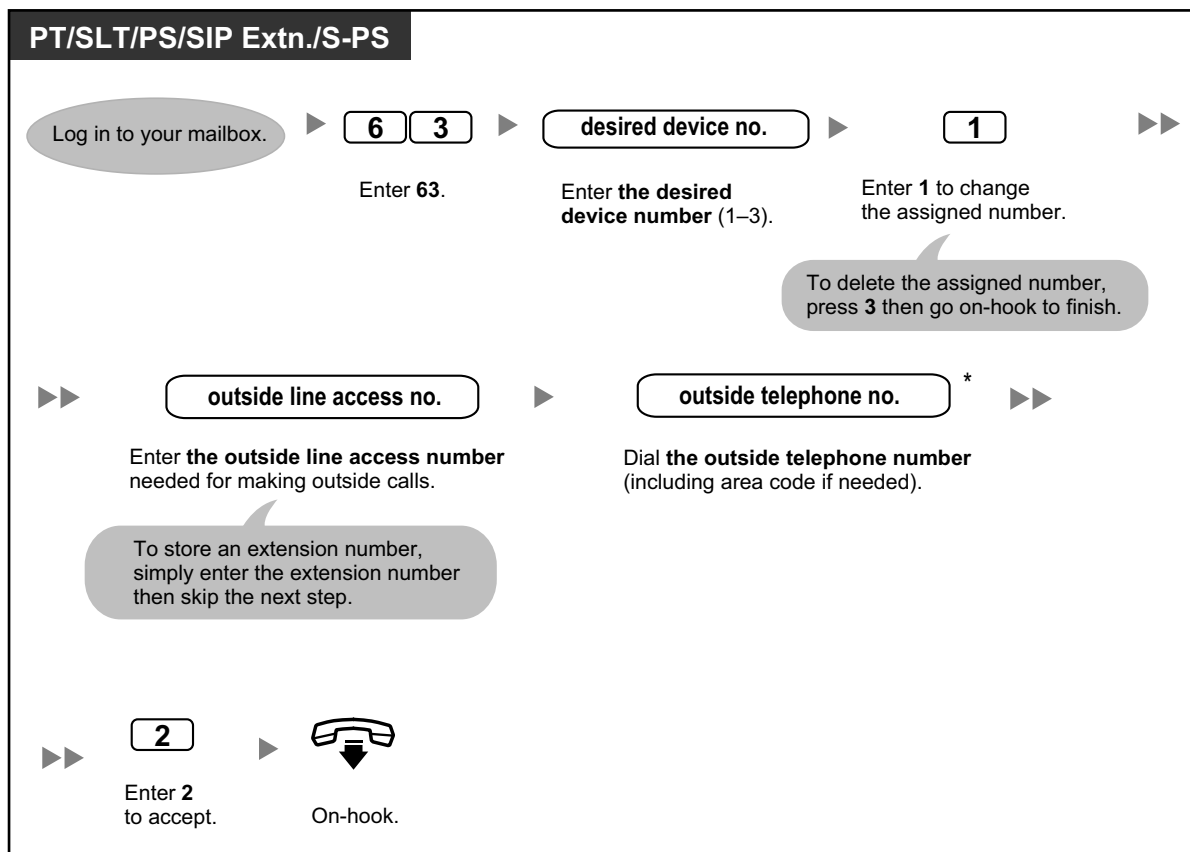 PT/SLT/PS/SIP Extn./S-PS
Log in to your mailbox.
6 3
desired device no.
1
Enter 63.
Enter the desired
device number (1–3).
Enter 1 to change
the assigned number.
To delete the assigned number,
press 3 then go on-hook to finish.
outside line access no.
outside telephone no. *
Enter the outside line access number
needed for making outside calls.
Dial the outside telephone number
(including area code if needed).
To store an extension number,
simply enter the extension number
then skip the next step.
2
Enter 2
to accept.
On-hook.